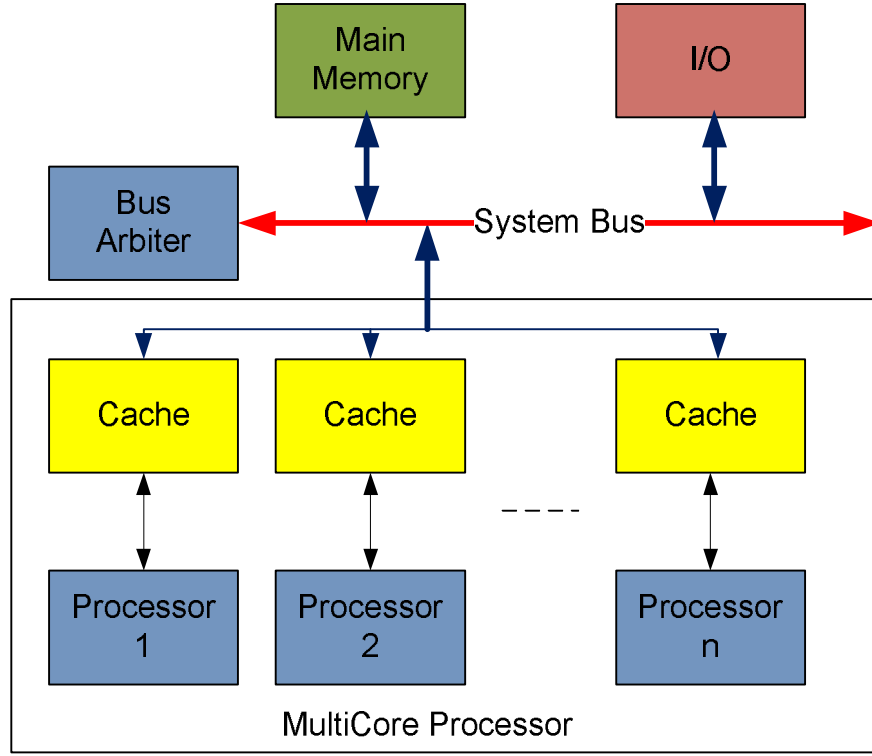 Main
Memory
I/O
Bus
Arbiter
System Bus
Cache
Cache
Cache
Processor
1
Processor
2
Processor
n
MultiCore Processor